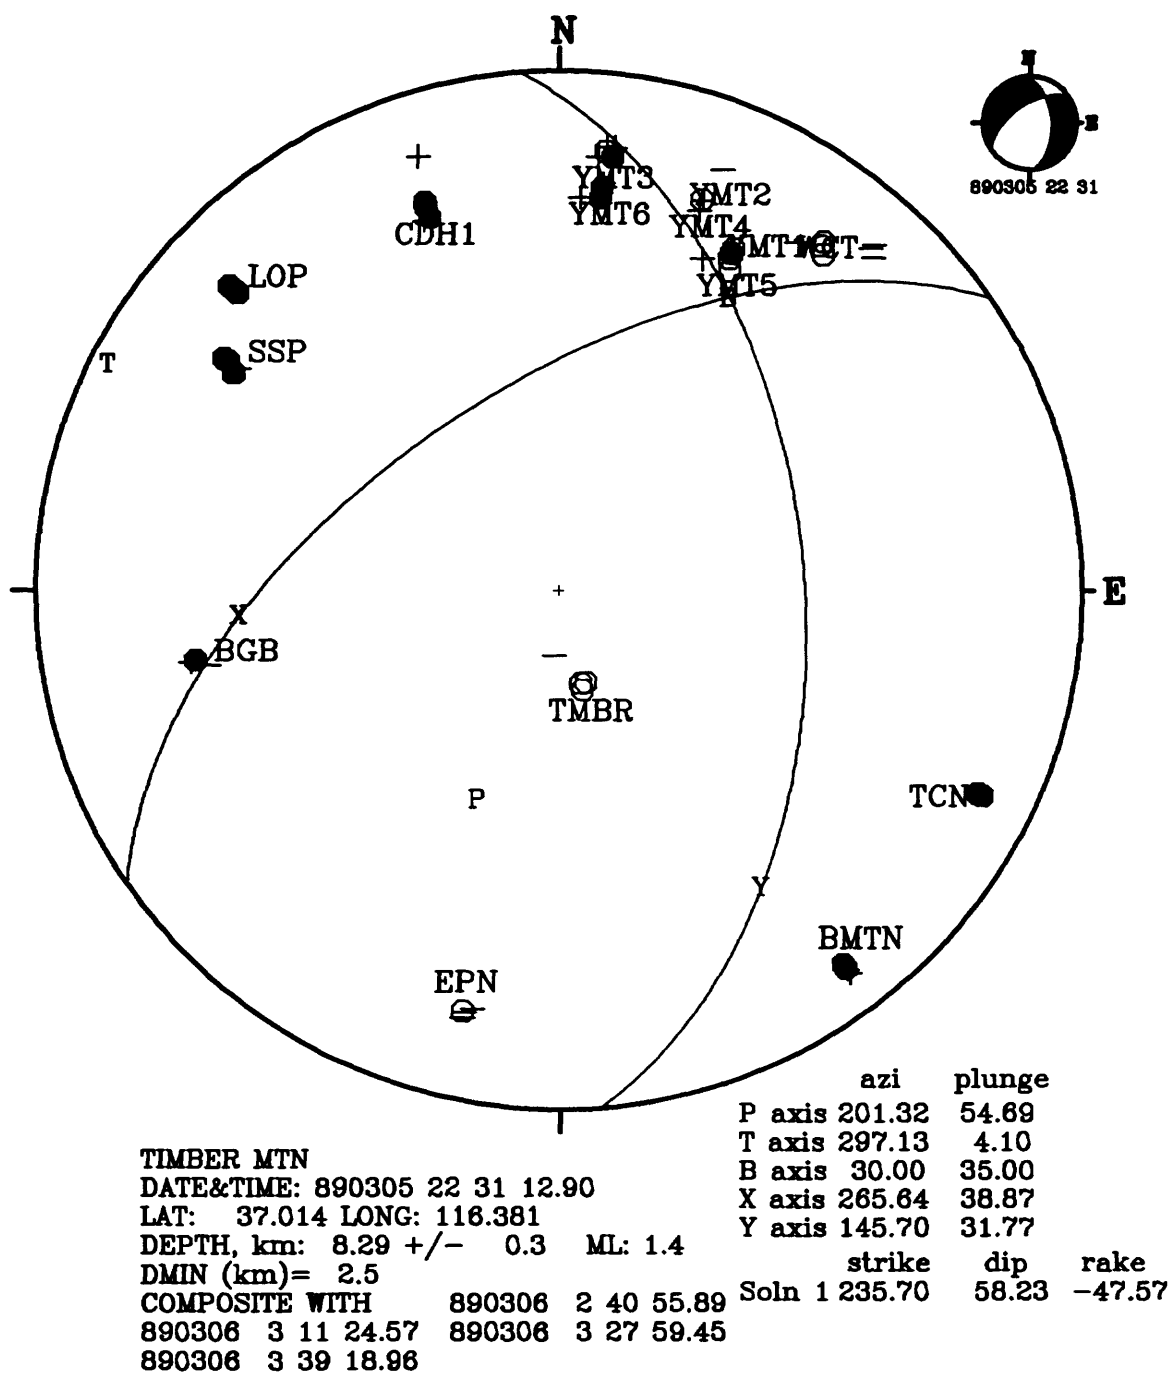 N
N
E
890305 22 31
YMT3
YMT2
YMT6
YMT4
CDH1
YMT5
LOP
SSP
T
B
E
X
BGB
TMBR
P
TCN
Y
BMTN
EPN
azi plunge
P axis 201.32 54.69
T axis 297.13 4.10
B axis 30.00 35.00
X axis 265.64 38.87
Y axis 145.70 31.77
strike dip rake
Soln 1 235.70 58.23 -47.57
TIMBER MTN
DATE&TIME: 890305 22 31 12.90
LAT: 37.014 LONG: 116.381
DEPTH, km: 8.29 +/- 0.3 ML: 1.4
DMIN (km)= 2.5
COMPOSITE WITH 890306 2 40 55.89
890306 3 11 24.57 890306 3 27 59.45
890306 3 39 18.96